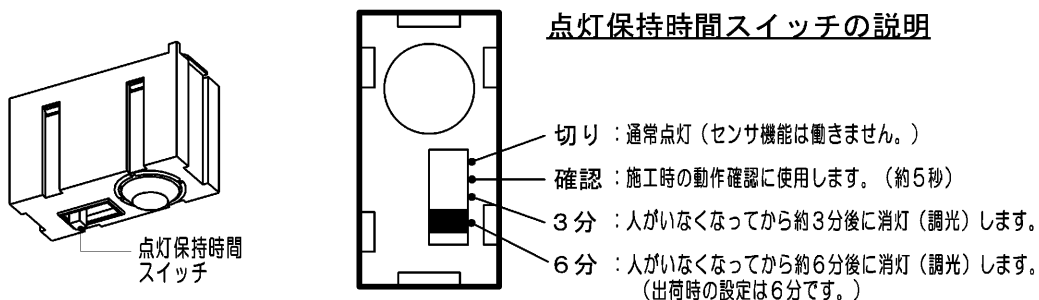 点灯保持時間スイッチの説明
切り：通常点灯（センサ機能は働きません。）
確認：施工時の動作確認に使用します。（約5秒）
3分：人がいなくなってから約3分後に消灯（調光）します。
6分：人がいなくなってから約6分後に消灯（調光）します。
（出荷時の設定は6分です。）
点灯保持時間
スイッチ